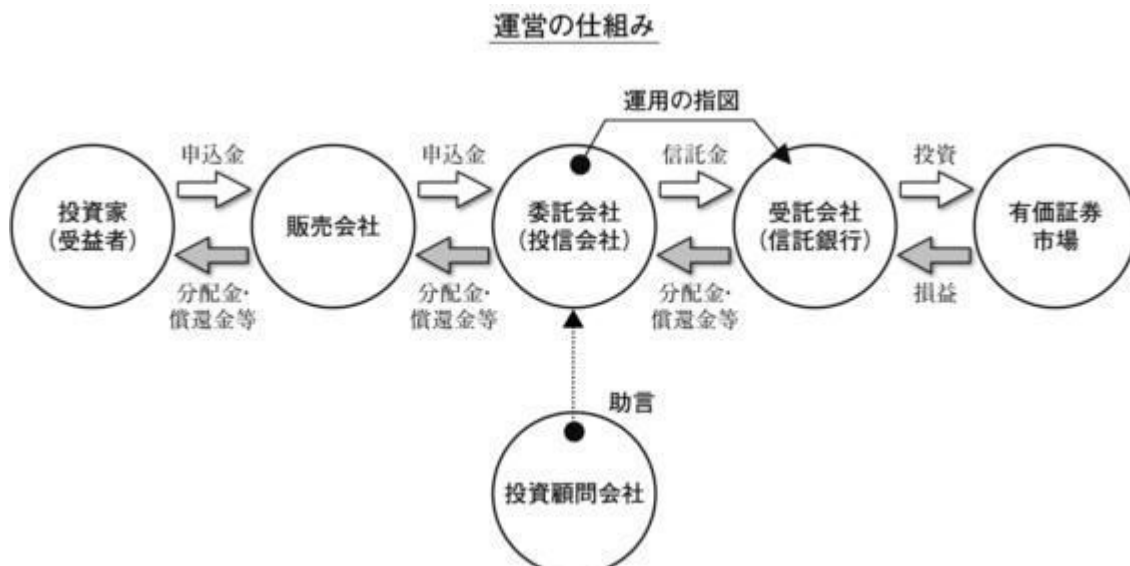 運営の仕組み
運用の指図
申込金
申込金
信託金
投資
投資家
(受益者)
販売会社
委託会社
(投信会社)
受託会社
(信託銀行)
有価証券
市場
分配金・
償還金等
分配金・
償還金等
分配金・
償還金等
損益
助言
投資顧問会社